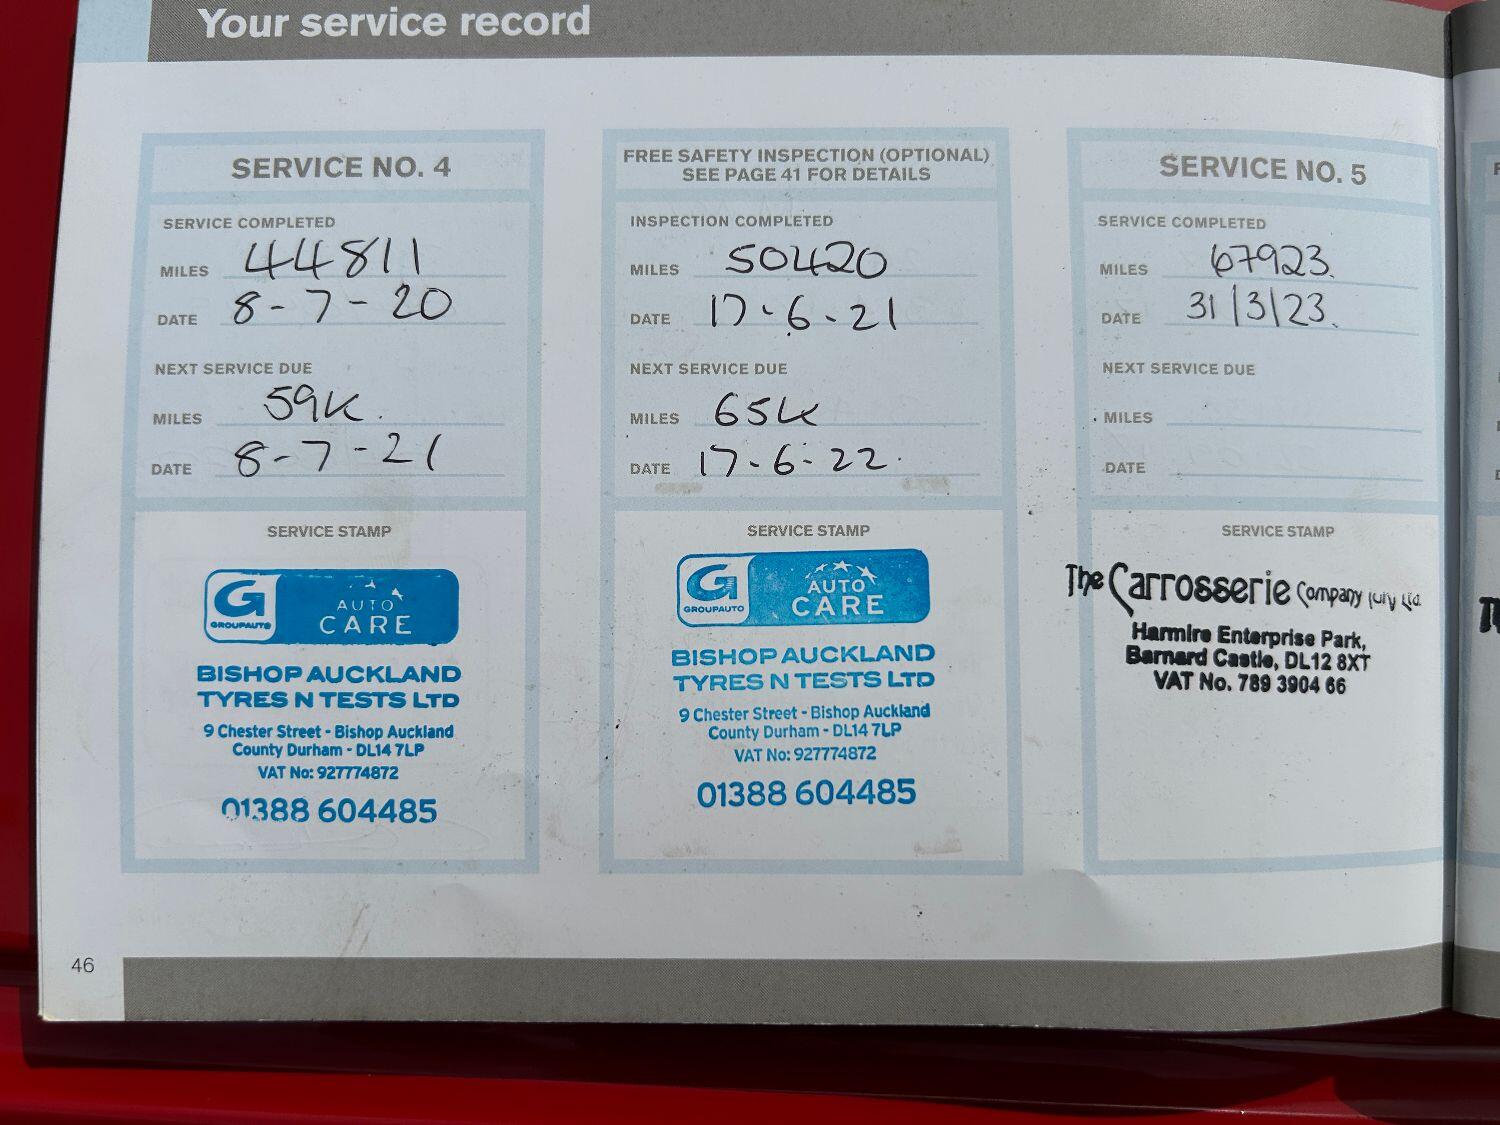 Your service record
SERVICE NO. 4
SERVICE COMPLETED
MILES 44811
DATE 8-7-20
NEXT SERVICE DUE
MILES 59K.
DATE 8-7-21
SERVICE STAMP
G GROUPAUTO AUTO CARE
BISHOP AUCKLAND
TYRES N TESTS LTD
9 Chester Street - Bishop Auckland
County Durham - DL14 7LP
VAT No: 927774872
01388 604485
FREE SAFETY INSPECTION (OPTIONAL)
SEE PAGE 41 FOR DETAILS
INSPECTION COMPLETED
MILES 50420
DATE 17-6-21
NEXT SERVICE DUE
MILES 65K
DATE 17-6-22
SERVICE STAMP
G GROUPAUTO AUTO CARE
BISHOP AUCKLAND
TYRES N TESTS LTD
9 Chester Street - Bishop Auckland
County Durham - DL14 7LP
VAT No: 927774872
01388 604485
SERVICE NO. 5
SERVICE COMPLETED
MILES 67923.
DATE 31/3/23.
NEXT SERVICE DUE
MILES
DATE
SERVICE STAMP
The Carrosserie Company Ltd.
Harmire Enterprise Park,
Barnard Castle, DL12 8XT
VAT No. 789 3904 66
46